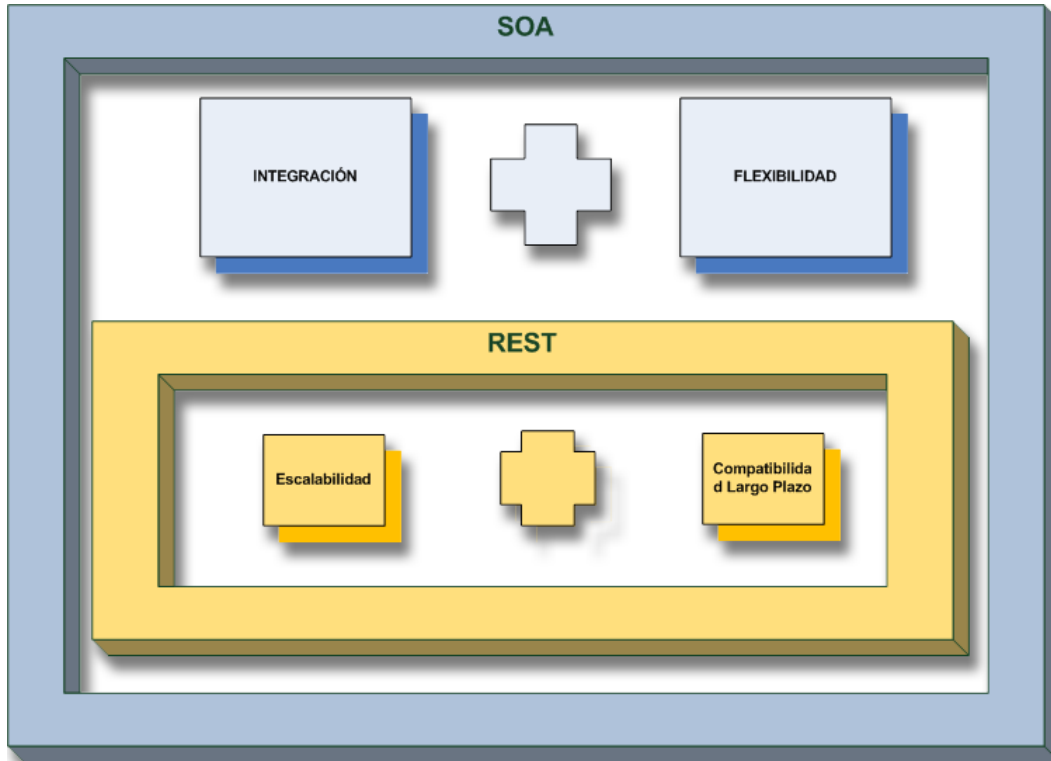 SOA
INTEGRACIÓN
FLEXIBILIDAD
REST
Escalabilidad
Compatibilida
d Largo Plazo